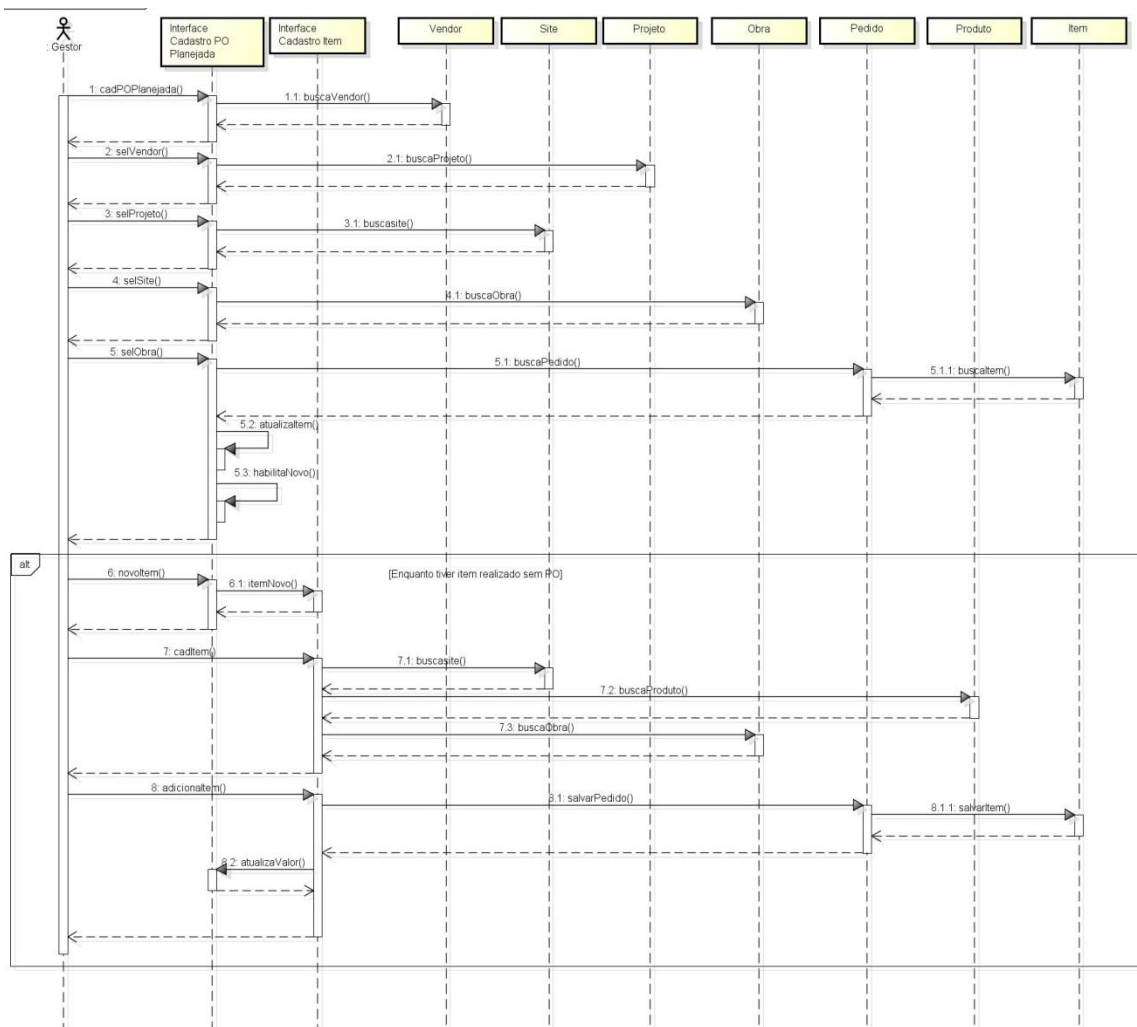 : Gestor
Interface
Cadastro PO
Planejada
Interface
Cadastro Item
Vendor
Site
Projeto
Obra
Pedido
Produto
Item
1: cadPOPlanejada()
1.1: buscaVendor()
2: selVendor()
2.1: buscaProjeto()
3: selProjeto()
3.1: buscasite()
4: selSite()
4.1: buscaObra()
5: selObra()
5.1: buscaPedido()
5.1.1: buscaItem()
5.2: atualizaItem()
5.3: habilitaNovo()
alt
[Enquanto tiver item realizado sem PO]
6: novoItem()
6.1: itemNovo()
7: cadItem()
7.1: buscasite()
7.2: buscaProduto()
7.3: buscaObra()
8: adicionaItem()
8.1: salvarPedido()
8.1.1: salvarItem()
8.2: atualizaValor()